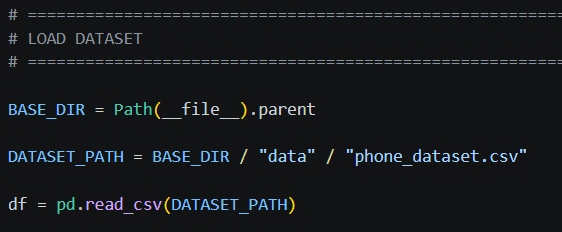 # ============================================================
# LOAD DATASET
# ============================================================
BASE_DIR = Path(__file__).parent
DATASET_PATH = BASE_DIR / "data" / "phone_dataset.csv"
df = pd.read_csv(DATASET_PATH)